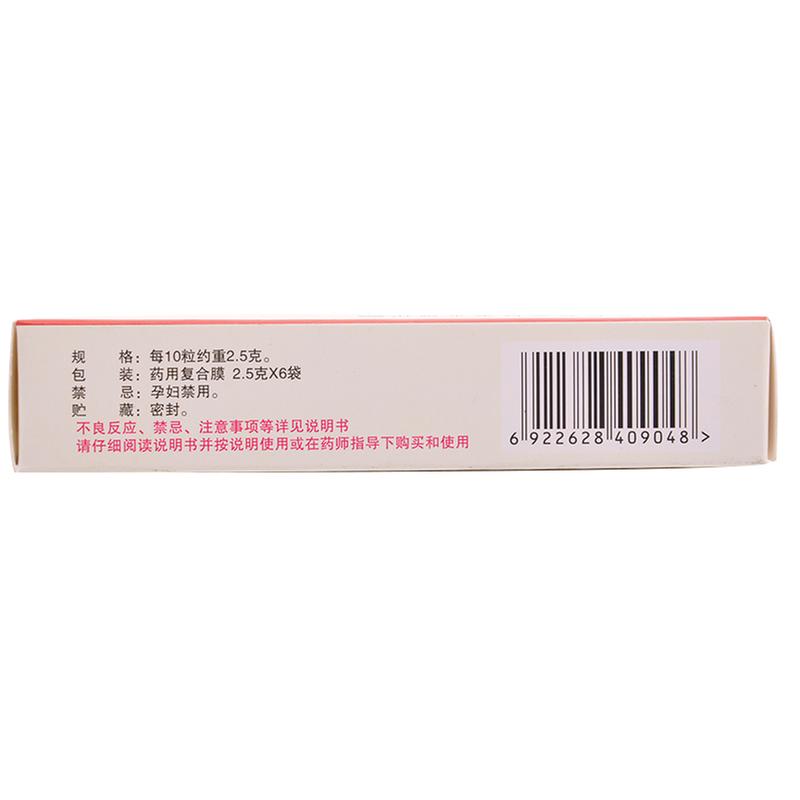 规 格：每10粒约重2.5克。
包 装：药用复合膜 2.5克X6袋
禁 忌：孕妇禁用。
贮 藏：密封。
不良反应、禁忌、注意事项等详见说明书
请仔细阅读说明书并按说明使用或在药师指导下购买和使用
6 922628 409048 >